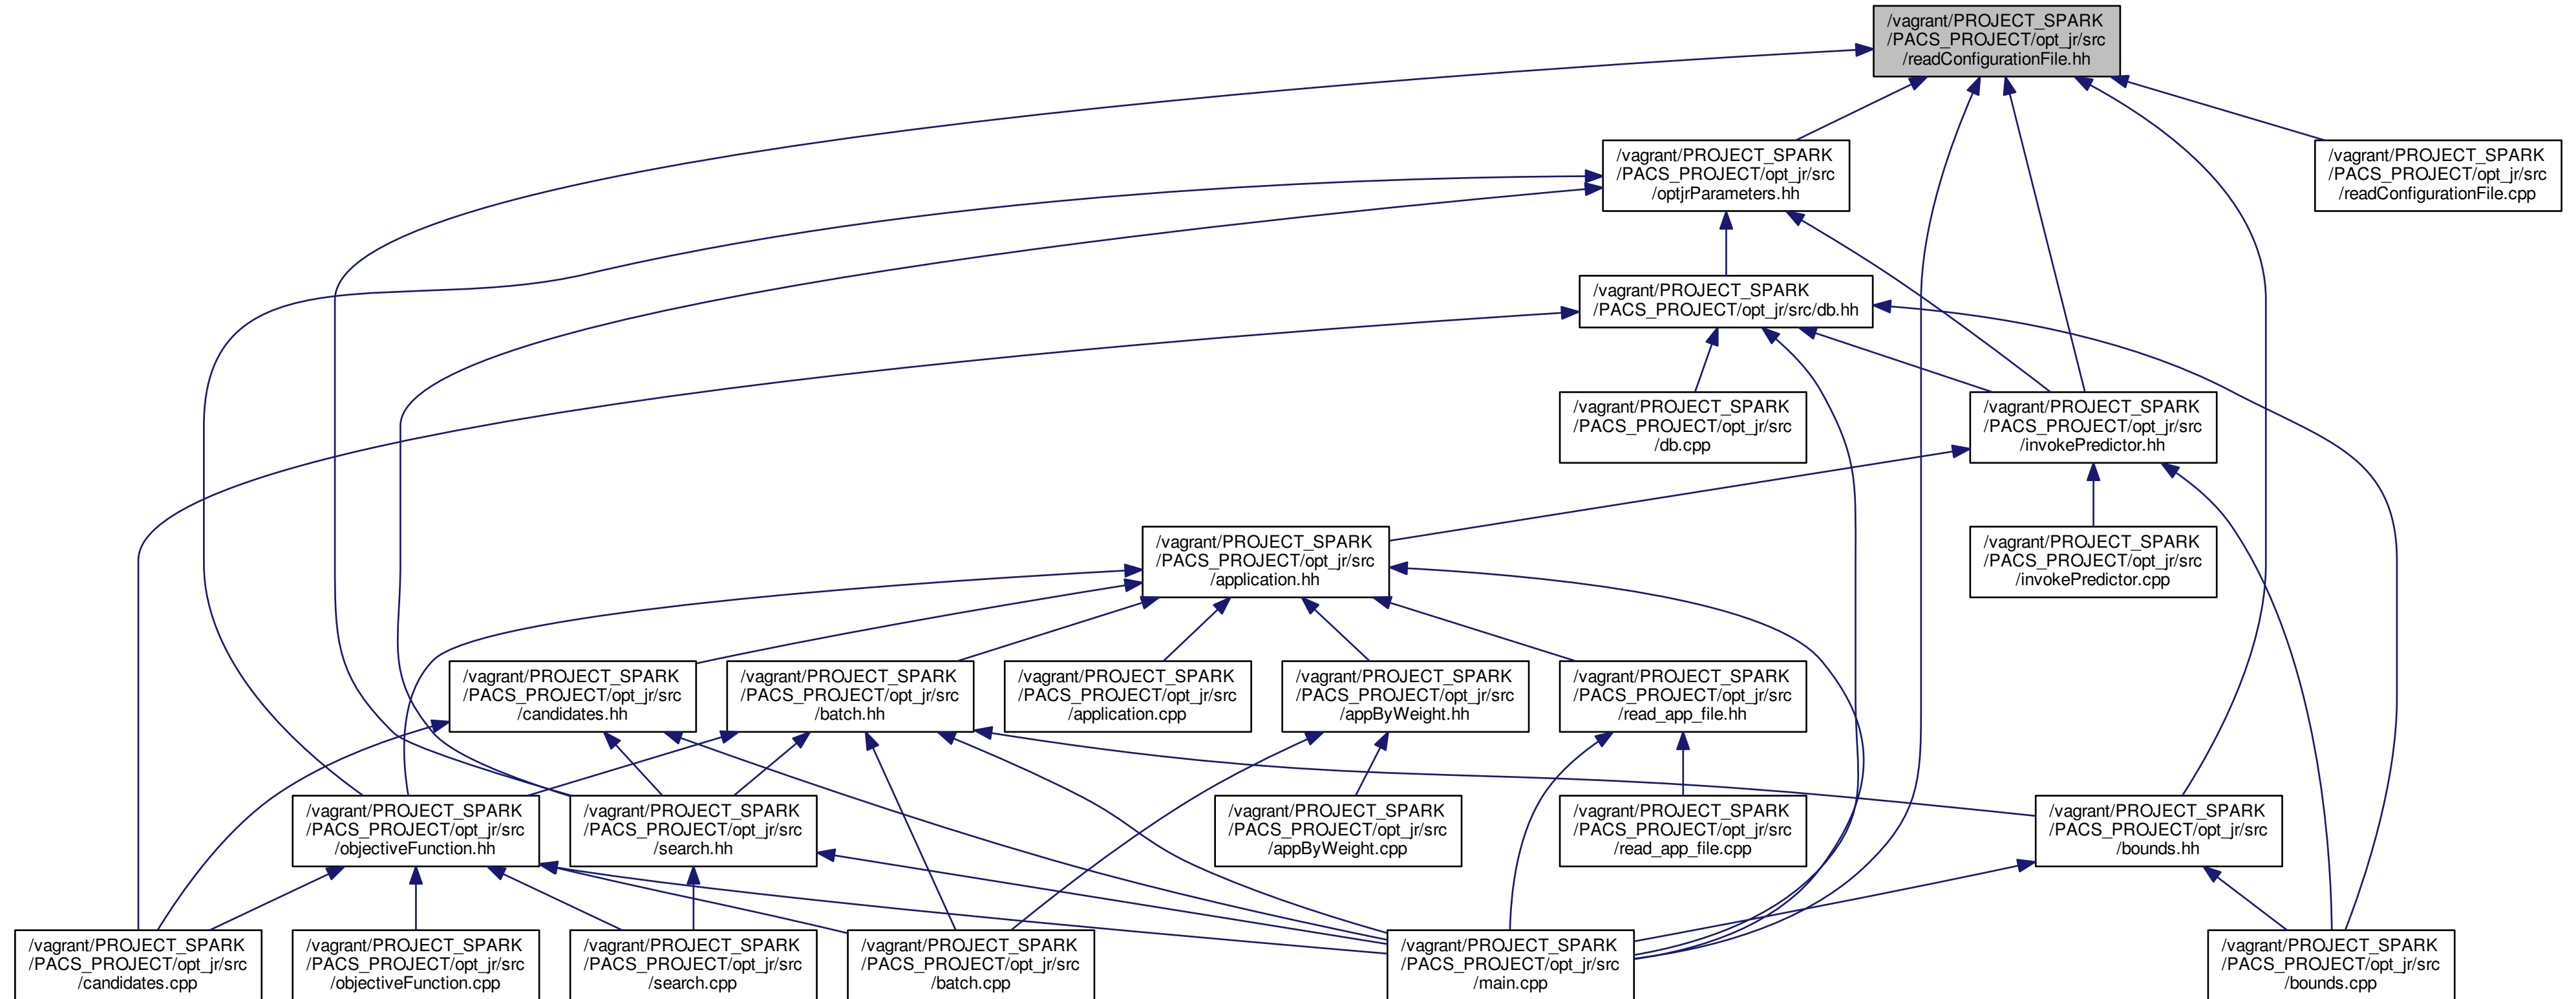 /vagrant/PROJECT_SPARK
/PACS_PROJECT/opt_jr/src
/readConfigurationFile.hh
/vagrant/PROJECT_SPARK
/PACS_PROJECT/opt_jr/src
/optjrParameters.hh
/vagrant/PROJECT_SPARK
/PACS_PROJECT/opt_jr/src
/readConfigurationFile.cpp
/vagrant/PROJECT_SPARK
/PACS_PROJECT/opt_jr/src/db.hh
/vagrant/PROJECT_SPARK
/PACS_PROJECT/opt_jr/src
/db.cpp
/vagrant/PROJECT_SPARK
/PACS_PROJECT/opt_jr/src
/invokePredictor.hh
/vagrant/PROJECT_SPARK
/PACS_PROJECT/opt_jr/src
/application.hh
/vagrant/PROJECT_SPARK
/PACS_PROJECT/opt_jr/src
/invokePredictor.cpp
/vagrant/PROJECT_SPARK
/PACS_PROJECT/opt_jr/src
/candidates.hh
/vagrant/PROJECT_SPARK
/PACS_PROJECT/opt_jr/src
/batch.hh
/vagrant/PROJECT_SPARK
/PACS_PROJECT/opt_jr/src
/application.cpp
/vagrant/PROJECT_SPARK
/PACS_PROJECT/opt_jr/src
/appByWeight.hh
/vagrant/PROJECT_SPARK
/PACS_PROJECT/opt_jr/src
/read_app_file.hh
/vagrant/PROJECT_SPARK
/PACS_PROJECT/opt_jr/src
/objectiveFunction.hh
/vagrant/PROJECT_SPARK
/PACS_PROJECT/opt_jr/src
/search.hh
/vagrant/PROJECT_SPARK
/PACS_PROJECT/opt_jr/src
/appByWeight.cpp
/vagrant/PROJECT_SPARK
/PACS_PROJECT/opt_jr/src
/read_app_file.cpp
/vagrant/PROJECT_SPARK
/PACS_PROJECT/opt_jr/src
/bounds.hh
/vagrant/PROJECT_SPARK
/PACS_PROJECT/opt_jr/src
/candidates.cpp
/vagrant/PROJECT_SPARK
/PACS_PROJECT/opt_jr/src
/objectiveFunction.cpp
/vagrant/PROJECT_SPARK
/PACS_PROJECT/opt_jr/src
/search.cpp
/vagrant/PROJECT_SPARK
/PACS_PROJECT/opt_jr/src
/batch.cpp
/vagrant/PROJECT_SPARK
/PACS_PROJECT/opt_jr/src
/main.cpp
/vagrant/PROJECT_SPARK
/PACS_PROJECT/opt_jr/src
/bounds.cpp